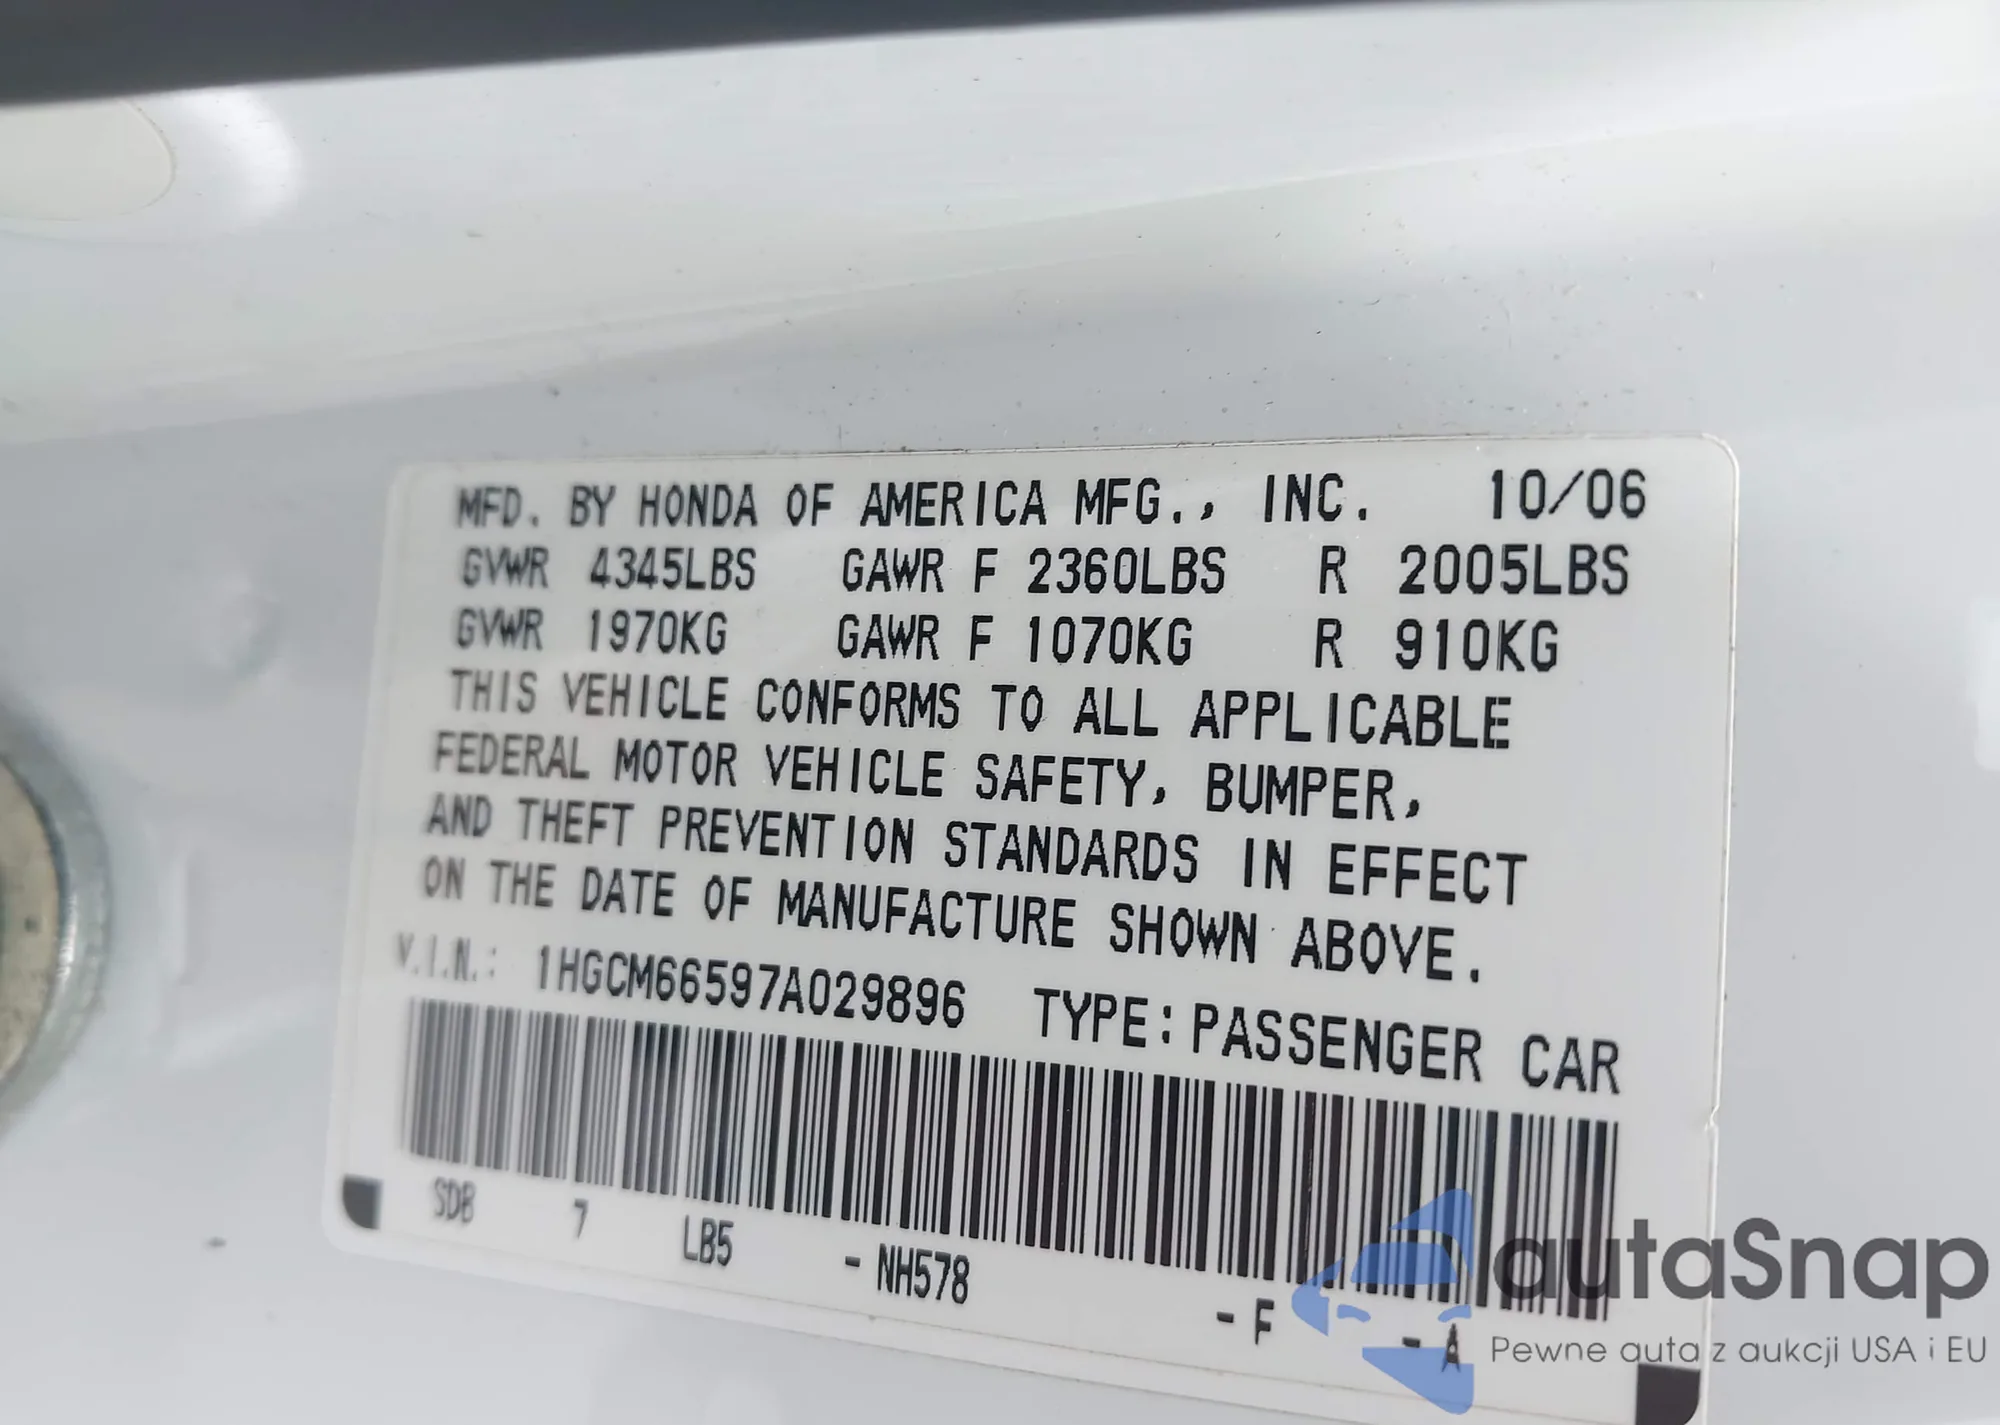 MFD. BY HONDA OF AMERICA MFG., INC. 10/06
GVWR 4345LBS GAWR F 2360LBS R 2005LBS
GVWR 1970KG GAWR F 1070KG R 910KG
THIS VEHICLE CONFORMS TO ALL APPLICABLE
FEDERAL MOTOR VEHICLE SAFETY, BUMPER,
AND THEFT PREVENTION STANDARDS IN EFFECT
ON THE DATE OF MANUFACTURE SHOWN ABOVE.
V.I.N.: 1HGCM66597A029896 TYPE: PASSENGER CAR
SDB 7 LB5 - NH578 - F - A
autaSnap
Pewne auta z aukcji USA i EU